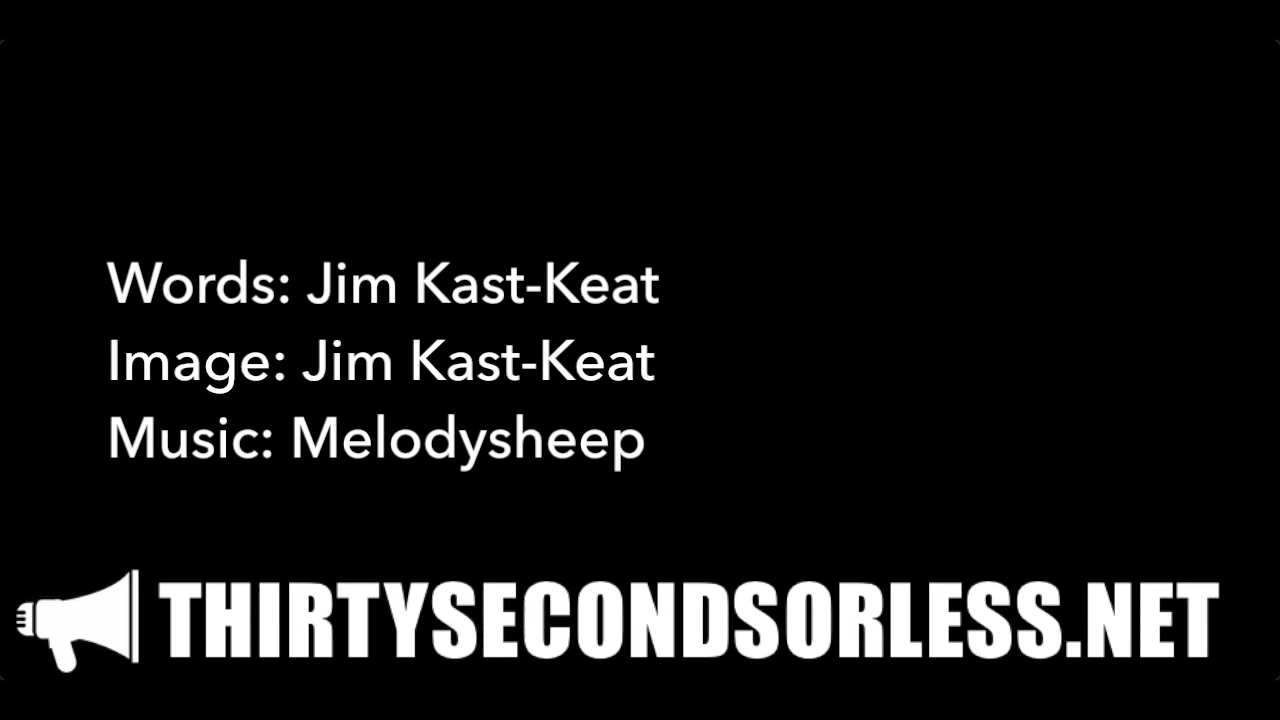 Words: Jim Kast-Keat
Image: Jim Kast-Keat
Music: Melodysheep
THIRTYSECONDSORLESS.NET